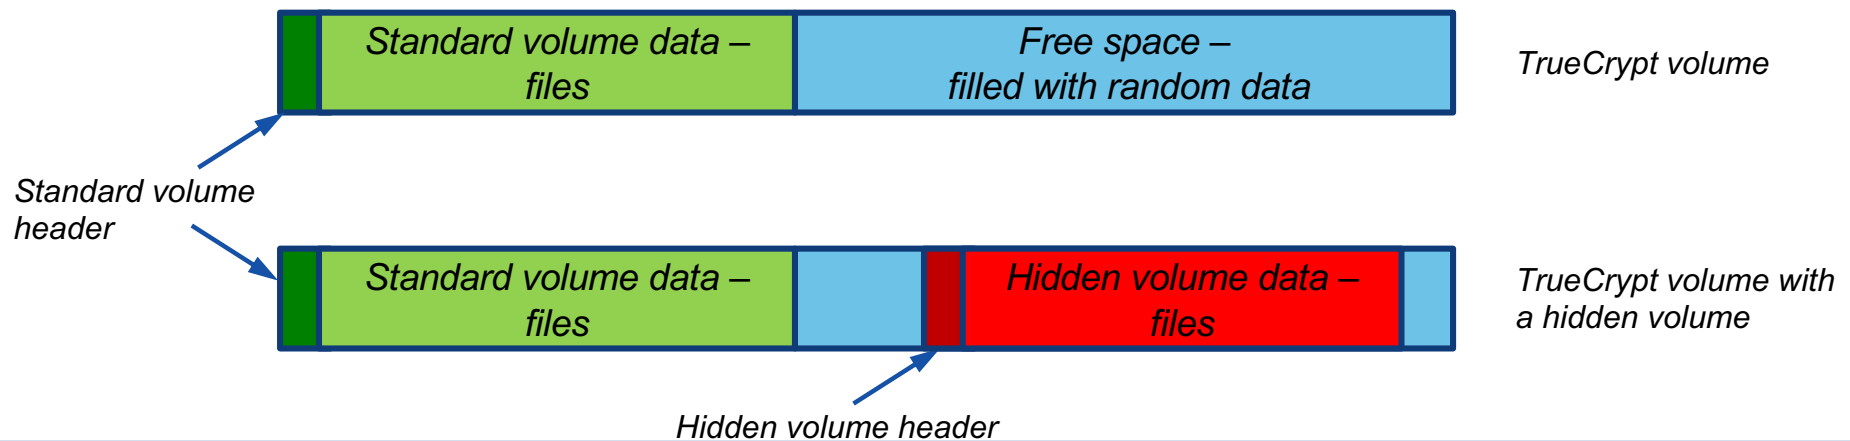 Standard volume data –
files
Free space –
filled with random data
TrueCrypt volume
Standard volume
header
Standard volume data –
files
Hidden volume data –
files
TrueCrypt volume with
a hidden volume
Hidden volume header